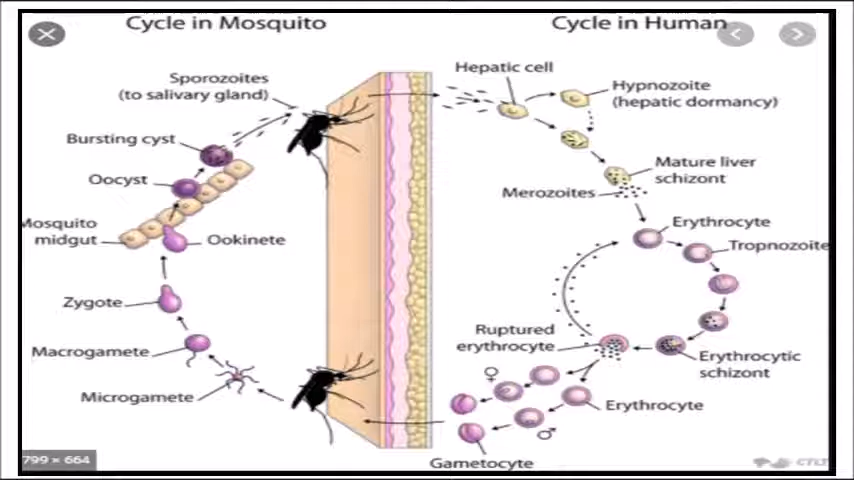 Cycle in Mosquito
Cycle in Human
Sporozoites
(to salivary gland)
Bursting cyst
Oocyst
Mosquito
midgut
Ookinete
Zygote
Macrogamete
Microgamete
Hepatic cell
Hypnozoite
(hepatic dormancy)
Mature liver
schizont
Merozoites
Erythrocyte
Tropnozoite
Ruptured
erythrocyte
Erythrocytic
schizont
♀
Erythrocyte
♂
Gametocyte
799 × 664